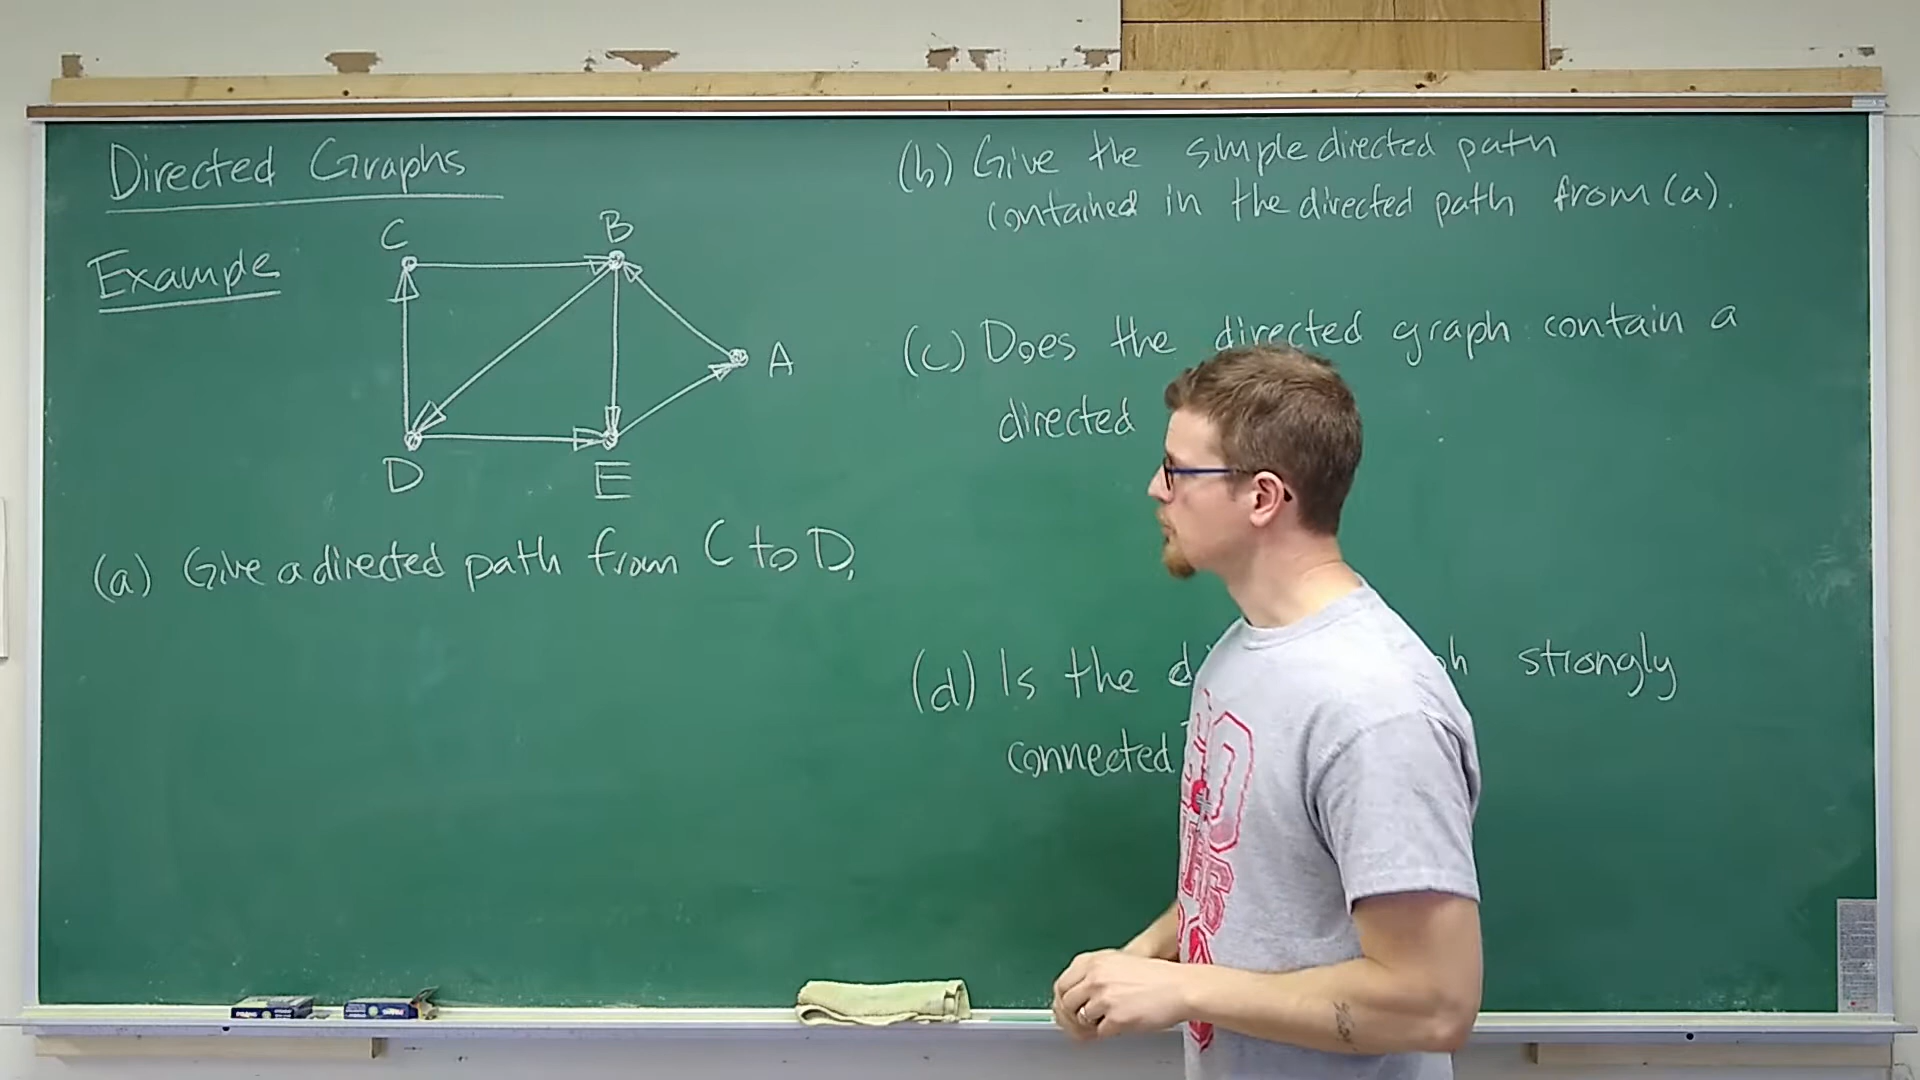 Directed Graphs
Example
C
B
A
D
E
(a) Give a directed path from C to D.
(b) Give the simple directed path
contained in the directed path from (a).
(c) Does the directed graph contain a
directed
(d) Is the strongly
connected